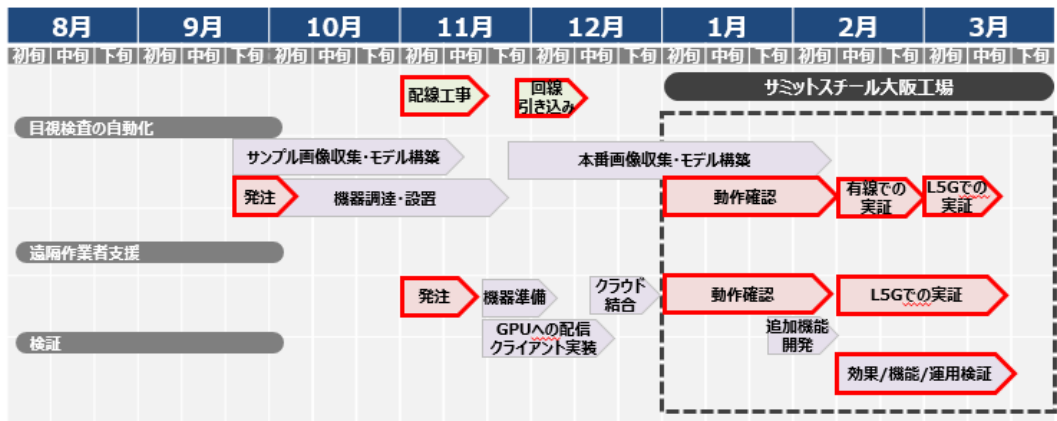 8月 9月 10月 11月 12月 1月 2月 3月
初旬 中旬 下旬 初旬 中旬 下旬 初旬 中旬 下旬 初旬 中旬 下旬 初旬 中旬 下旬 初旬 中旬 下旬 初旬 中旬 下旬 初旬 中旬 下旬
配線工事
回線
引き込み
サミットスチール大阪工場
目視検査の自動化
サンプル画像収集・モデル構築
本番画像収集・モデル構築
発注
機器調達・設置
動作確認
有線での
実証
L5Gでの
実証
遠隔作業者支援
発注
機器準備
クラウド
結合
動作確認
L5Gでの実証
GPUへの配信
クライアント実装
追加機能
開発
検証
効果/機能/運用検証